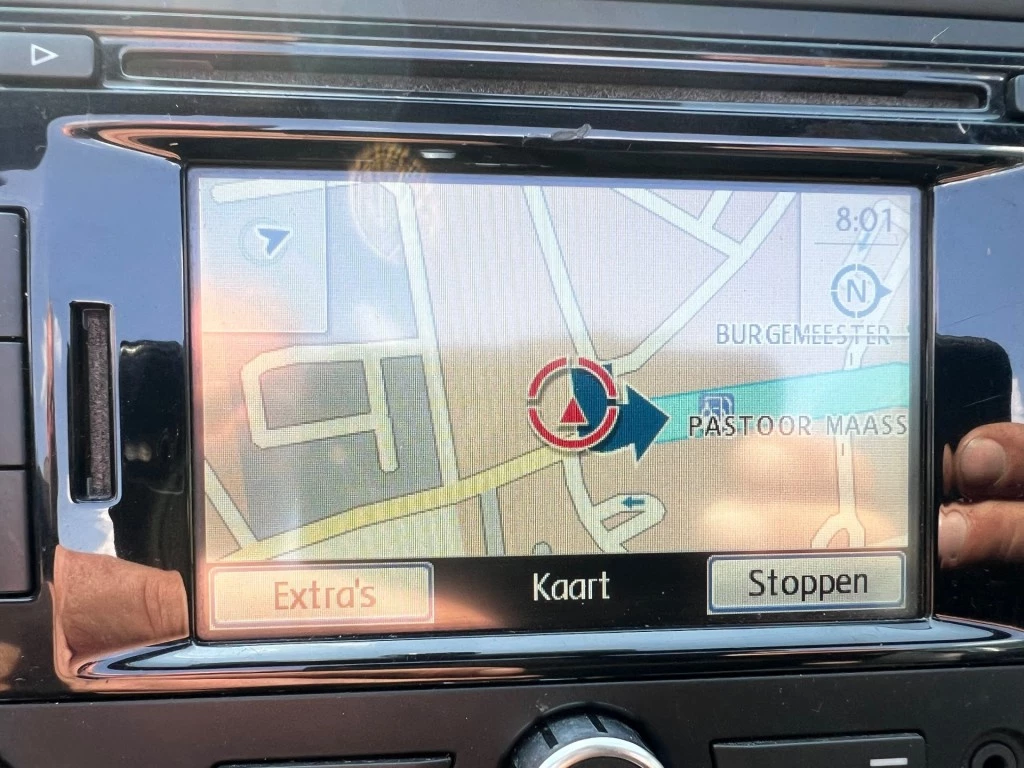 8:01
N
BURGEMEESTER
PASTOOR MAASS
Extra's
Kaart
Stoppen